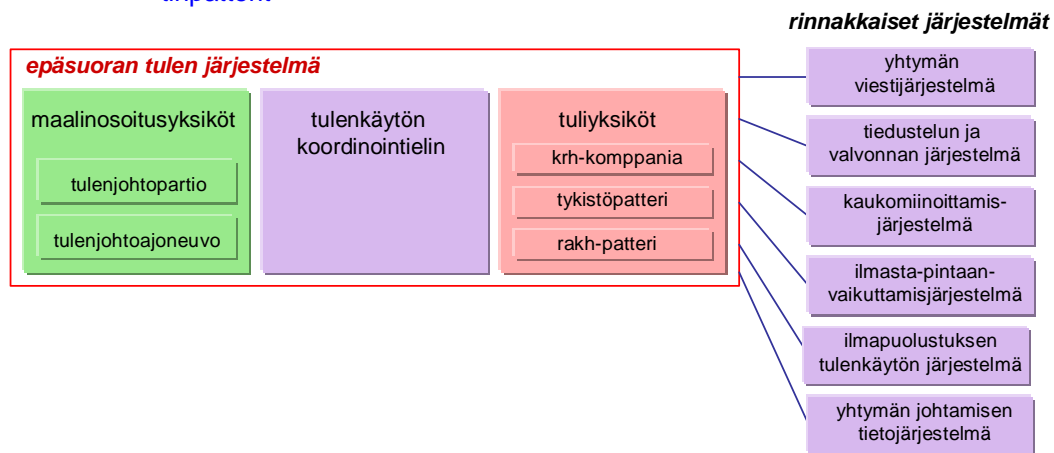 rinnakkaiset järjestelmät
epäsuoran tulen järjestelmä
maalinosoitusyksiköt
tulenjohtopartio
tulenjohtoajoneuvo
tulenkäytön
koordinointielin
tuliyksiköt
krh-komppania
tykistöpatteri
rakh-patteri
yhtymän
viestijärjestelmä
tiedustelun ja
valvonnan järjestelmä
kaukomiinoittamis-
järjestelmä
ilmasta-pintaan-
vaikuttamisjärjestelmä
ilmapuolustuksen
tulenkäytön järjestelmä
yhtymän johtamisen
tietojärjestelmä